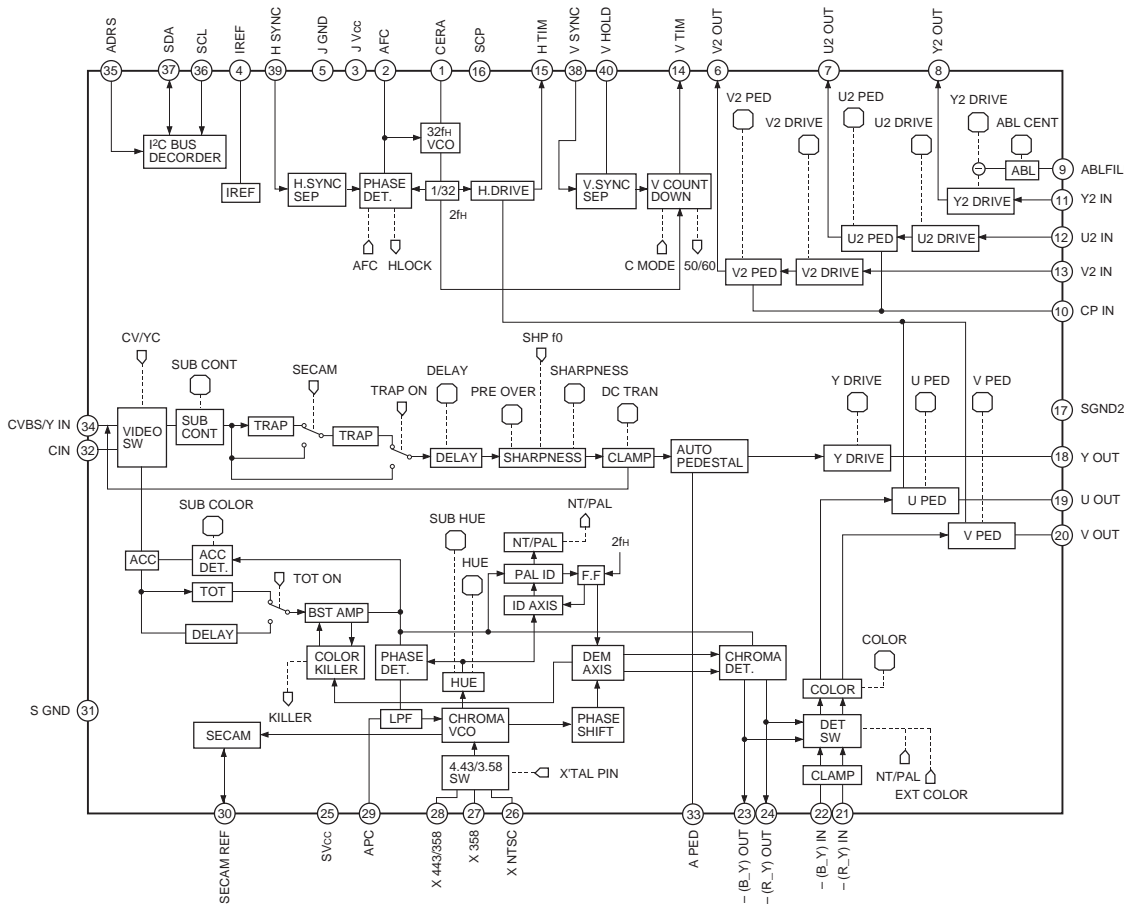 ADRS
SDA
SCL
IREF
H SYNC
J GND
J Vcc
AFC
CERA
SCP
H TIM
V SYNC
V HOLD
V TIM
V2 OUT
U2 OUT
Y2 OUT
35
37
36
4
39
5
3
2
1
16
15
38
40
14
6
7
8
V2 PED
U2 PED
Y2 DRIVE
V2 DRIVE
U2 DRIVE
ABL CENT
I²C BUS
DECORDER
32fH
VCO
ABL
9
ABLFIL
IREF
H.SYNC
SEP
PHASE
DET.
1/32
H.DRIVE
V.SYNC
SEP
V COUNT
DOWN
Y2 DRIVE
11
Y2 IN
2fH
U2 PED
U2 DRIVE
12
U2 IN
AFC
HLOCK
C MODE
50/60
V2 PED
V2 DRIVE
13
V2 IN
10
CP IN
CV/YC
SUB CONT
SECAM
TRAP ON
DELAY
PRE OVER
SHP f0
SHARPNESS
DC TRAN
Y DRIVE
U PED
V PED
17
SGND2
CVBS/Y IN
34
CIN
32
VIDEO
SW
SUB
CONT
TRAP
TRAP
DELAY
SHARPNESS
CLAMP
AUTO
PEDESTAL
Y DRIVE
18
Y OUT
U PED
19
U OUT
V PED
20
V OUT
SUB COLOR
SUB HUE
HUE
NT/PAL
2fH
ACC
ACC
DET.
NT/PAL
PAL ID
F.F
ID AXIS
TOT ON
TOT
BST AMP
DELAY
COLOR
KILLER
PHASE
DET.
HUE
DEM
AXIS
CHROMA
DET.
COLOR
COLOR
S GND
31
KILLER
LPF
CHROMA
VCO
PHASE
SHIFT
DET
SW
SECAM
4.43/3.58
SW
X'TAL PIN
CLAMP
NT/PAL
EXT COLOR
30
25
29
28
27
26
33
23
24
22
21
SECAM REF
SVcc
APC
X 443/358
X 358
X NTSC
A PED
– (B_Y) OUT
– (R_Y) OUT
– (B_Y) IN
– (R_Y) IN